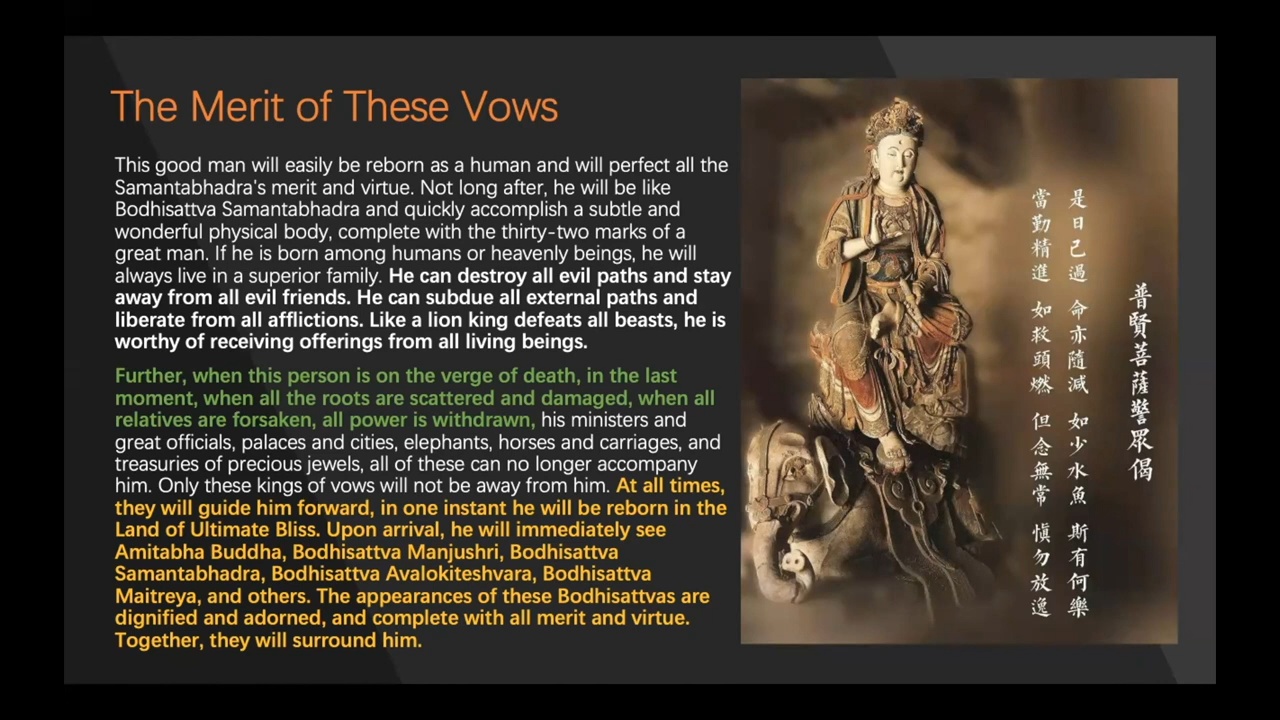 The Merit of These Vows
This good man will easily be reborn as a human and will perfect all the
Samantabhadra's merit and virtue. Not long after, he will be like
Bodhisattva Samantabhadra and quickly accomplish a subtle and
wonderful physical body, complete with the thirty-two marks of a
great man. If he is born among humans or heavenly beings, he will
always live in a superior family. He can destroy all evil paths and stay
away from all evil friends. He can subdue all external paths and
liberate from all afflictions. Like a lion king defeats all beasts, he is
worthy of receiving offerings from all living beings.
Further, when this person is on the verge of death, in the last
moment, when all the roots are scattered and damaged, when all
relatives are forsaken, all power is withdrawn, his ministers and
great officials, palaces and cities, elephants, horses and carriages, and
treasuries of precious jewels, all of these can no longer accompany
him. Only these kings of vows will not be away from him. At all times,
they will guide him forward, in one instant he will be reborn in the
Land of Ultimate Bliss. Upon arrival, he will immediately see
Amitabha Buddha, Bodhisattva Manjushri, Bodhisattva
Samantabhadra, Bodhisattva Avalokiteshvara, Bodhisattva
Maitreya, and others. The appearances of these Bodhisattvas are
dignified and adorned, and complete with all merit and virtue.
Together, they will surround him.
普賢菩薩警眾偈
是日已過 命亦隨減 如少水魚 斯有何樂
當勤精進 如救頭燃 但念無常 慎勿放逸